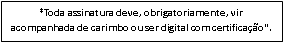 *Toda assinatura deve, obrigatoriamente, vir
acompanhada de carimbo ou ser digital com certificação".